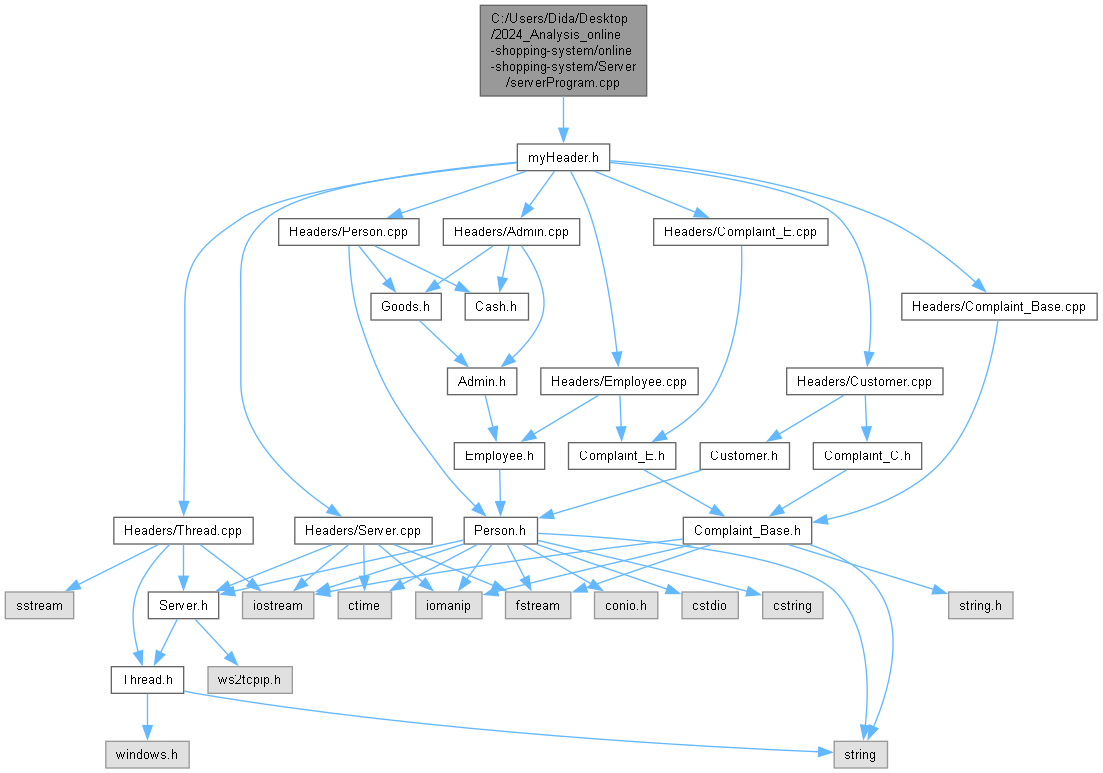 C:/Users/Dida/Desktop
/2024_Analysis_online
-shopping-system/online
-shopping-system/Server
/serverProgram.cpp
myHeader.h
Headers/Person.cpp
Headers/Admin.cpp
Headers/Complaint_E.cpp
Goods.h
Cash.h
Headers/Complaint_Base.cpp
Admin.h
Headers/Employee.cpp
Headers/Customer.cpp
Employee.h
Complaint_E.h
Customer.h
Complaint_C.h
Headers/Thread.cpp
Headers/Server.cpp
Person.h
Complaint_Base.h
sstream
Server.h
iostream
ctime
iomanip
fstream
conio.h
cstdio
cstring
string.h
Thread.h
ws2tcpip.h
windows.h
string